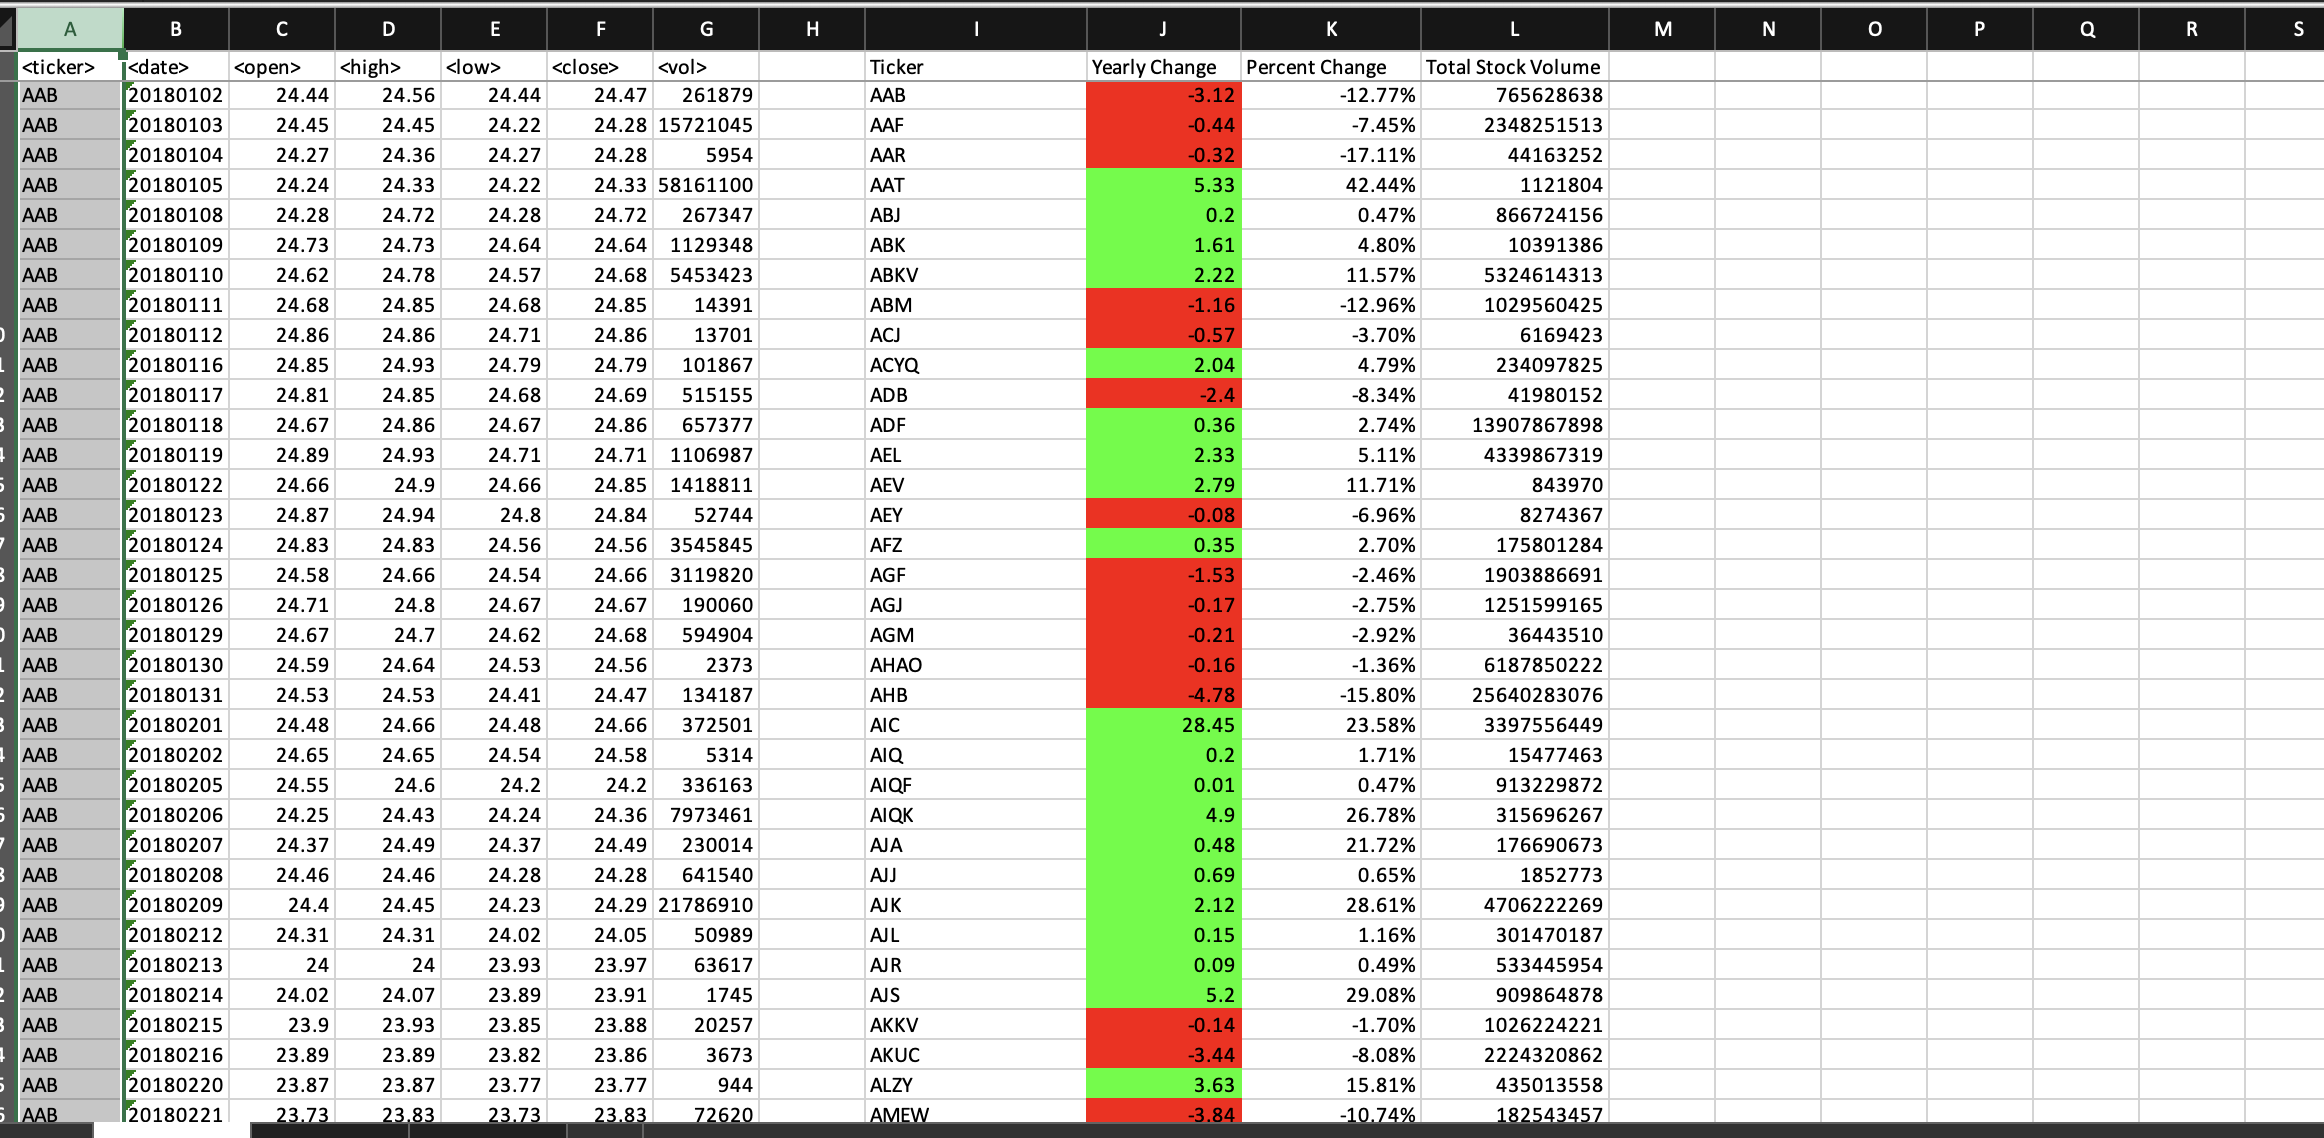 A B C D E F G H I J K L M N O P Q R S
<ticker> <date> <open> <high> <low> <close> <vol> Ticker Yearly Change Percent Change Total Stock Volume
AAB 20180102 24.44 24.56 24.44 24.47 261879 AAB -3.12 -12.77% 765628638
AAB 20180103 24.45 24.45 24.22 24.28 15721045 AAF -0.44 -7.45% 2348251513
AAB 20180104 24.27 24.36 24.27 24.28 5954 AAR -0.32 -17.11% 44163252
AAB 20180105 24.24 24.33 24.22 24.33 58161100 AAT 5.33 42.44% 1121804
AAB 20180108 24.28 24.72 24.28 24.72 267347 ABJ 0.2 0.47% 866724156
AAB 20180109 24.73 24.73 24.64 24.64 1129348 ABK 1.61 4.80% 10391386
AAB 20180110 24.62 24.78 24.57 24.68 5453423 ABKV 2.22 11.57% 5324614313
AAB 20180111 24.68 24.85 24.68 24.85 14391 ABM -1.16 -12.96% 1029560425
AAB 20180112 24.86 24.86 24.71 24.86 13701 ACJ -0.57 -3.70% 6169423
AAB 20180116 24.85 24.93 24.79 24.79 101867 ACYQ 2.04 4.79% 234097825
AAB 20180117 24.81 24.85 24.68 24.69 515155 ADB -2.4 -8.34% 41980152
AAB 20180118 24.67 24.86 24.67 24.86 657377 ADF 0.36 2.74% 13907867898
AAB 20180119 24.89 24.93 24.71 24.71 1106987 AEL 2.33 5.11% 4339867319
AAB 20180122 24.66 24.9 24.66 24.85 1418811 AEV 2.79 11.71% 843970
AAB 20180123 24.87 24.94 24.8 24.84 52744 AEY -0.08 -6.96% 8274367
AAB 20180124 24.83 24.83 24.56 24.56 3545845 AFZ 0.35 2.70% 175801284
AAB 20180125 24.58 24.66 24.54 24.66 3119820 AGF -1.53 -2.46% 1903886691
AAB 20180126 24.71 24.8 24.67 24.67 190060 AGJ -0.17 -2.75% 1251599165
AAB 20180129 24.67 24.7 24.62 24.68 594904 AGM -0.21 -2.92% 36443510
AAB 20180130 24.59 24.64 24.53 24.56 2373 AHAO -0.16 -1.36% 6187850222
AAB 20180131 24.53 24.53 24.41 24.47 134187 AHB -4.78 -15.80% 25640283076
AAB 20180201 24.48 24.66 24.48 24.66 372501 AIC 28.45 23.58% 3397556449
AAB 20180202 24.65 24.65 24.54 24.58 5314 AIQ 0.2 1.71% 15477463
AAB 20180205 24.55 24.6 24.2 24.2 336163 AIQF 0.01 0.47% 913229872
AAB 20180206 24.25 24.43 24.24 24.36 7973461 AIQK 4.9 26.78% 315696267
AAB 20180207 24.37 24.49 24.37 24.49 230014 AJA 0.48 21.72% 176690673
AAB 20180208 24.46 24.46 24.28 24.28 641540 AJJ 0.69 0.65% 1852773
AAB 20180209 24.4 24.45 24.23 24.29 21786910 AJK 2.12 28.61% 4706222269
AAB 20180212 24.31 24.31 24.02 24.05 50989 AJL 0.15 1.16% 301470187
AAB 20180213 24 24 23.93 23.97 63617 AJR 0.09 0.49% 533445954
AAB 20180214 24.02 24.07 23.89 23.91 1745 AJS 5.2 29.08% 909864878
AAB 20180215 23.9 23.93 23.85 23.88 20257 AKKV -0.14 -1.70% 1026224221
AAB 20180216 23.89 23.89 23.82 23.86 3673 AKUC -3.44 -8.08% 2224320862
AAB 20180220 23.87 23.87 23.77 23.77 944 ALZY 3.63 15.81% 435013558
AAB 20180221 23.73 23.83 23.73 23.83 72620 AMEW -3.84 -10.74% 182543457